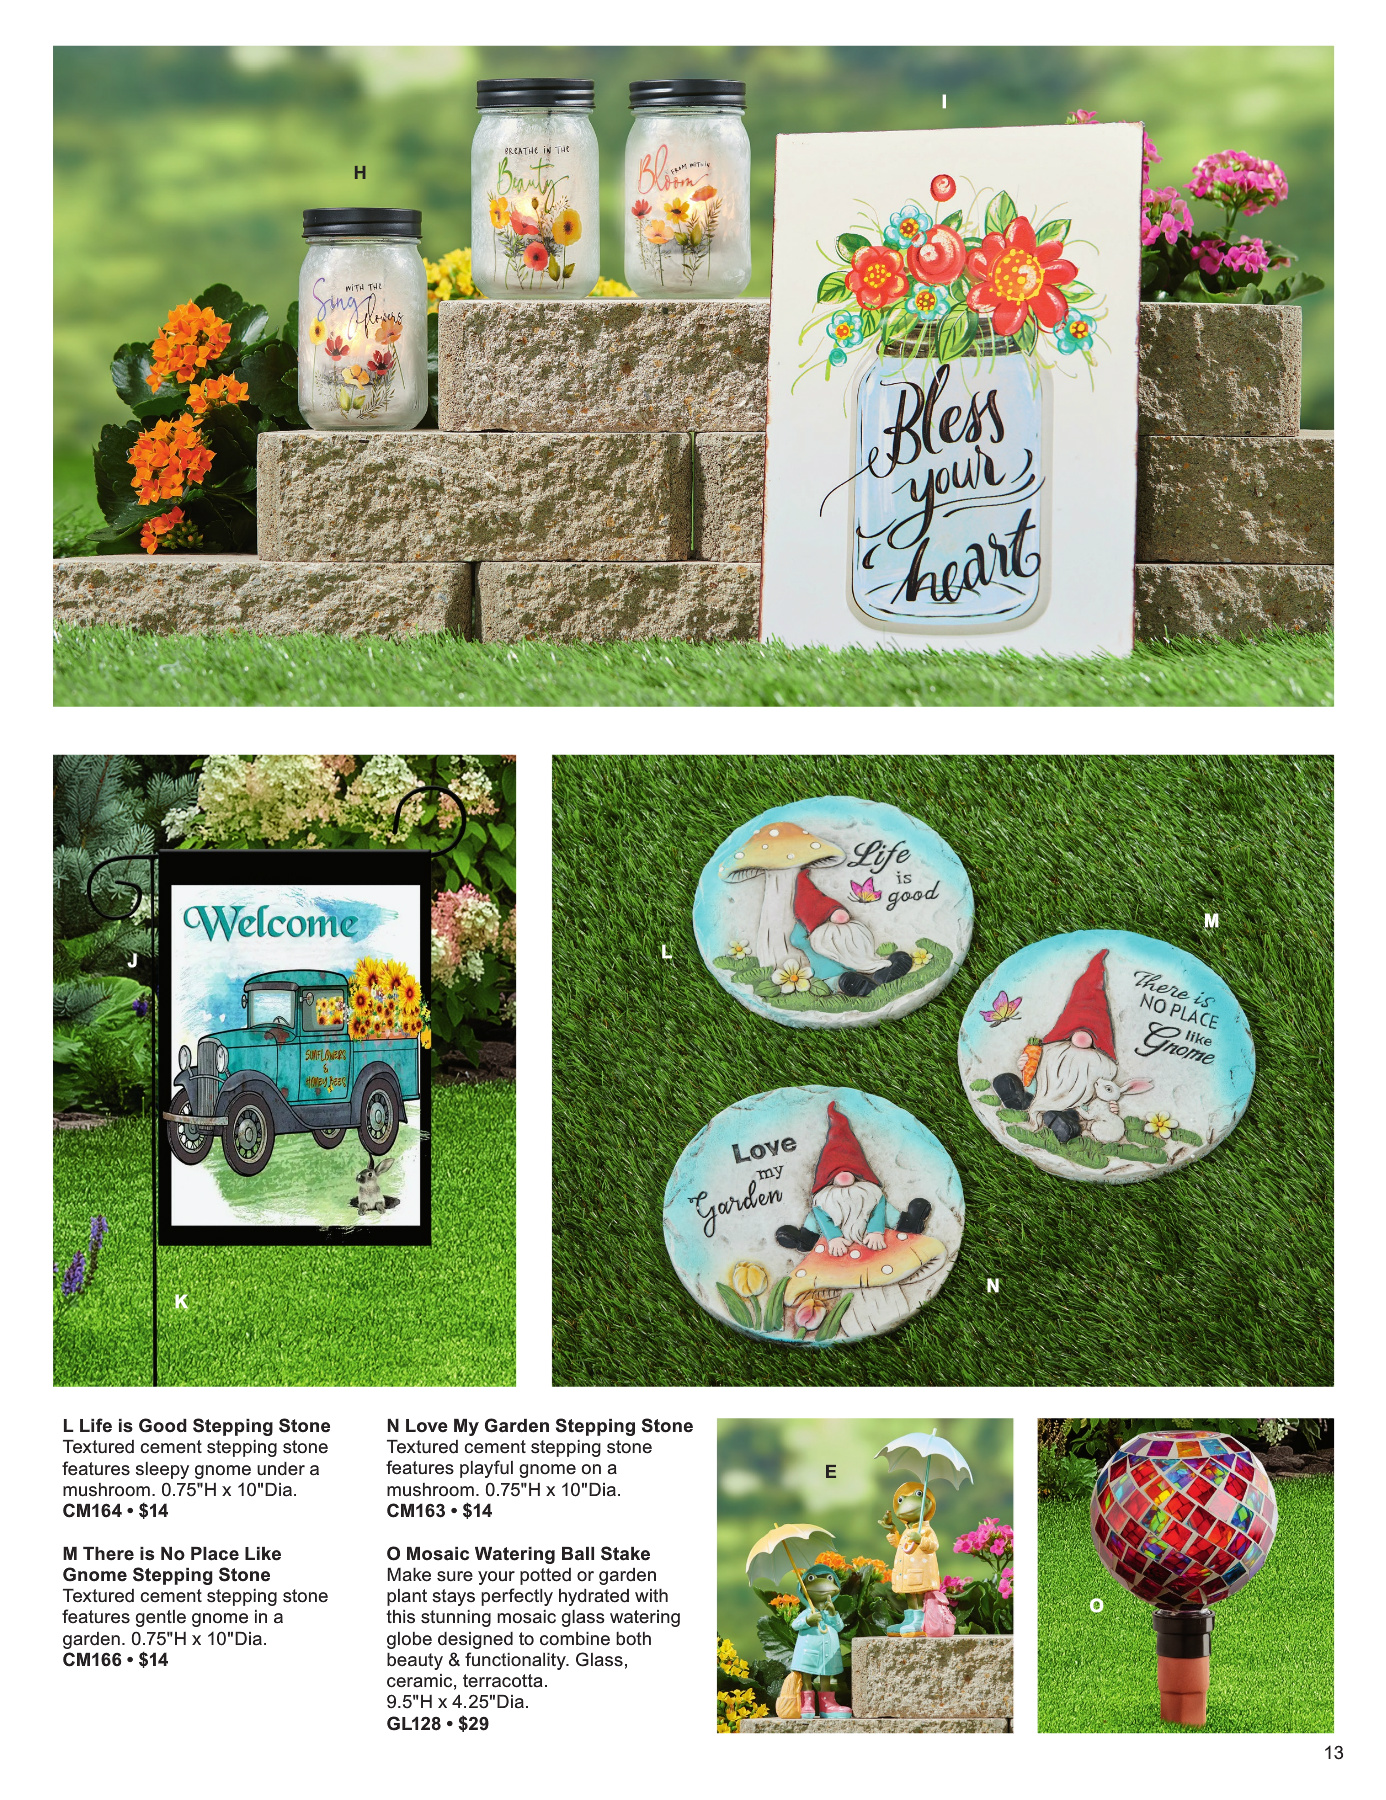 H
I
BREATHE IN THE
Beauty
Bloom
FROM WITHIN
Sing
WITH THE
flowers
Bless
your
heart
J
Welcome
SUNFLOWERS
&
HONEY BEES
K
L
Life
is
good
M
There is
NO PLACE
like
Gnome
Love
my
Garden
N
L Life is Good Stepping Stone
Textured cement stepping stone
features sleepy gnome under a
mushroom. 0.75"H x 10"Dia.
CM164 • $14
M There is No Place Like
Gnome Stepping Stone
Textured cement stepping stone
features gentle gnome in a
garden. 0.75"H x 10"Dia.
CM166 • $14
N Love My Garden Stepping Stone
Textured cement stepping stone
features playful gnome on a
mushroom. 0.75"H x 10"Dia.
CM163 • $14
O Mosaic Watering Ball Stake
Make sure your potted or garden
plant stays perfectly hydrated with
this stunning mosaic glass watering
globe designed to combine both
beauty & functionality. Glass,
ceramic, terracotta.
9.5"H x 4.25"Dia.
GL128 • $29
E
O
13